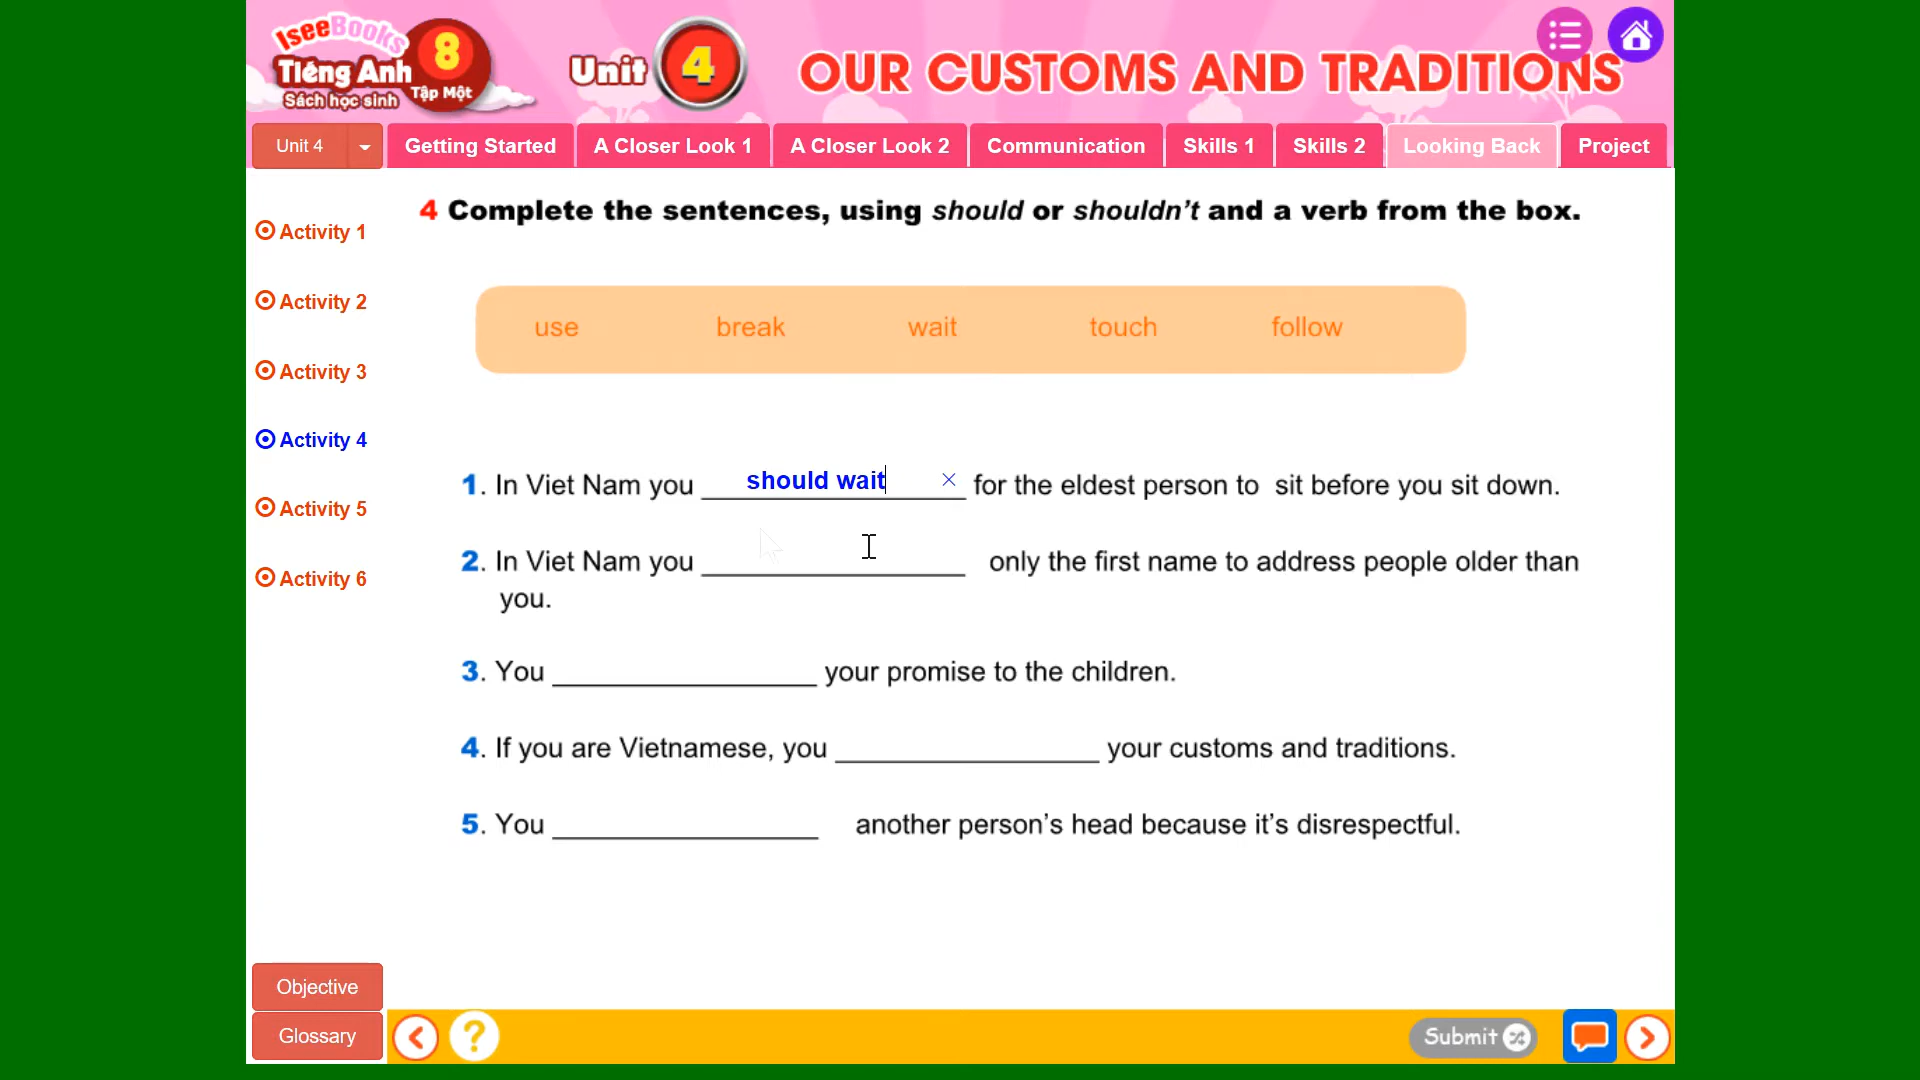 IseeBooks
Tiếng Anh 8
Sách học sinh Tập Một
Unit 4
OUR CUSTOMS AND TRADITIONS
Unit 4
Getting Started
A Closer Look 1
A Closer Look 2
Communication
Skills 1
Skills 2
Looking Back
Project
Activity 1
Activity 2
Activity 3
Activity 4
Activity 5
Activity 6
4 Complete the sentences, using should or shouldn't and a verb from the box.
use break wait touch follow
1. In Viet Nam you should wait × for the eldest person to sit before you sit down.
2. In Viet Nam you ________ only the first name to address people older than
you.
3. You ________ your promise to the children.
4. If you are Vietnamese, you ________ your customs and traditions.
5. You ________ another person's head because it's disrespectful.
Objective
Glossary
?
Submit